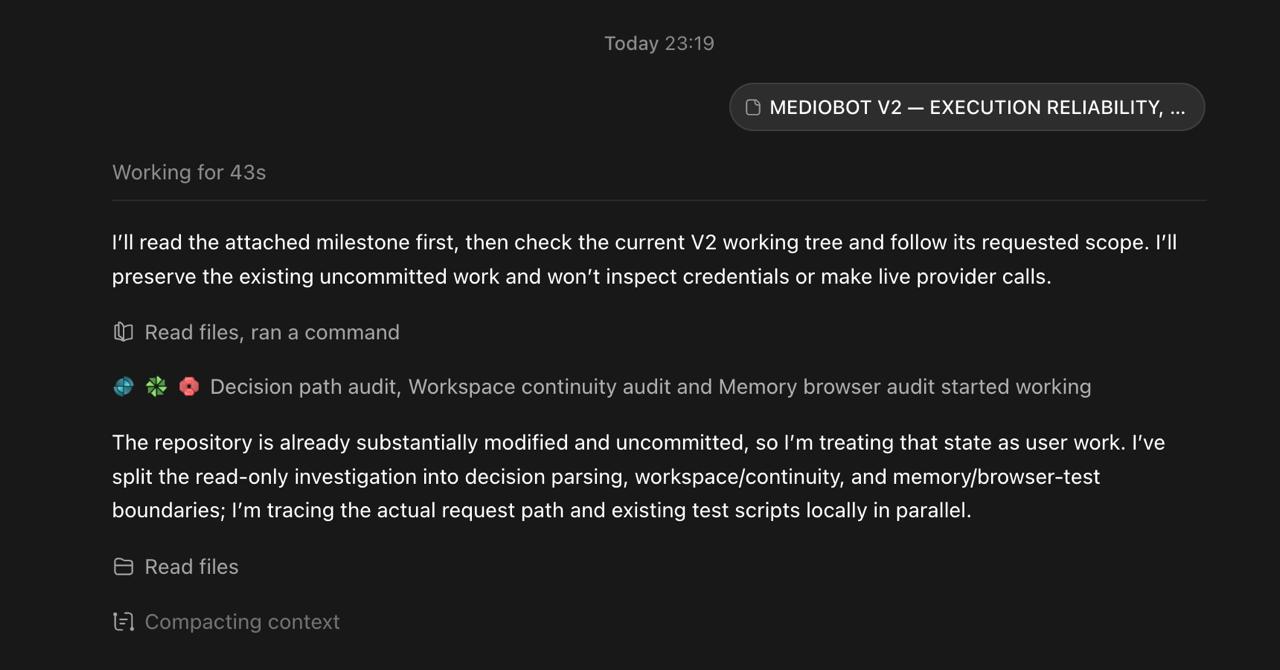 Today 23:19
MEDIOBOT V2 — EXECUTION RELIABILITY, ...
Working for 43s
I’ll read the attached milestone first, then check the current V2 working tree and follow its requested scope. I’ll
preserve the existing uncommitted work and won’t inspect credentials or make live provider calls.
Read files, ran a command
Decision path audit, Workspace continuity audit and Memory browser audit started working
The repository is already substantially modified and uncommitted, so I’m treating that state as user work. I’ve
split the read-only investigation into decision parsing, workspace/continuity, and memory/browser-test
boundaries; I’m tracing the actual request path and existing test scripts locally in parallel.
Read files
Compacting context